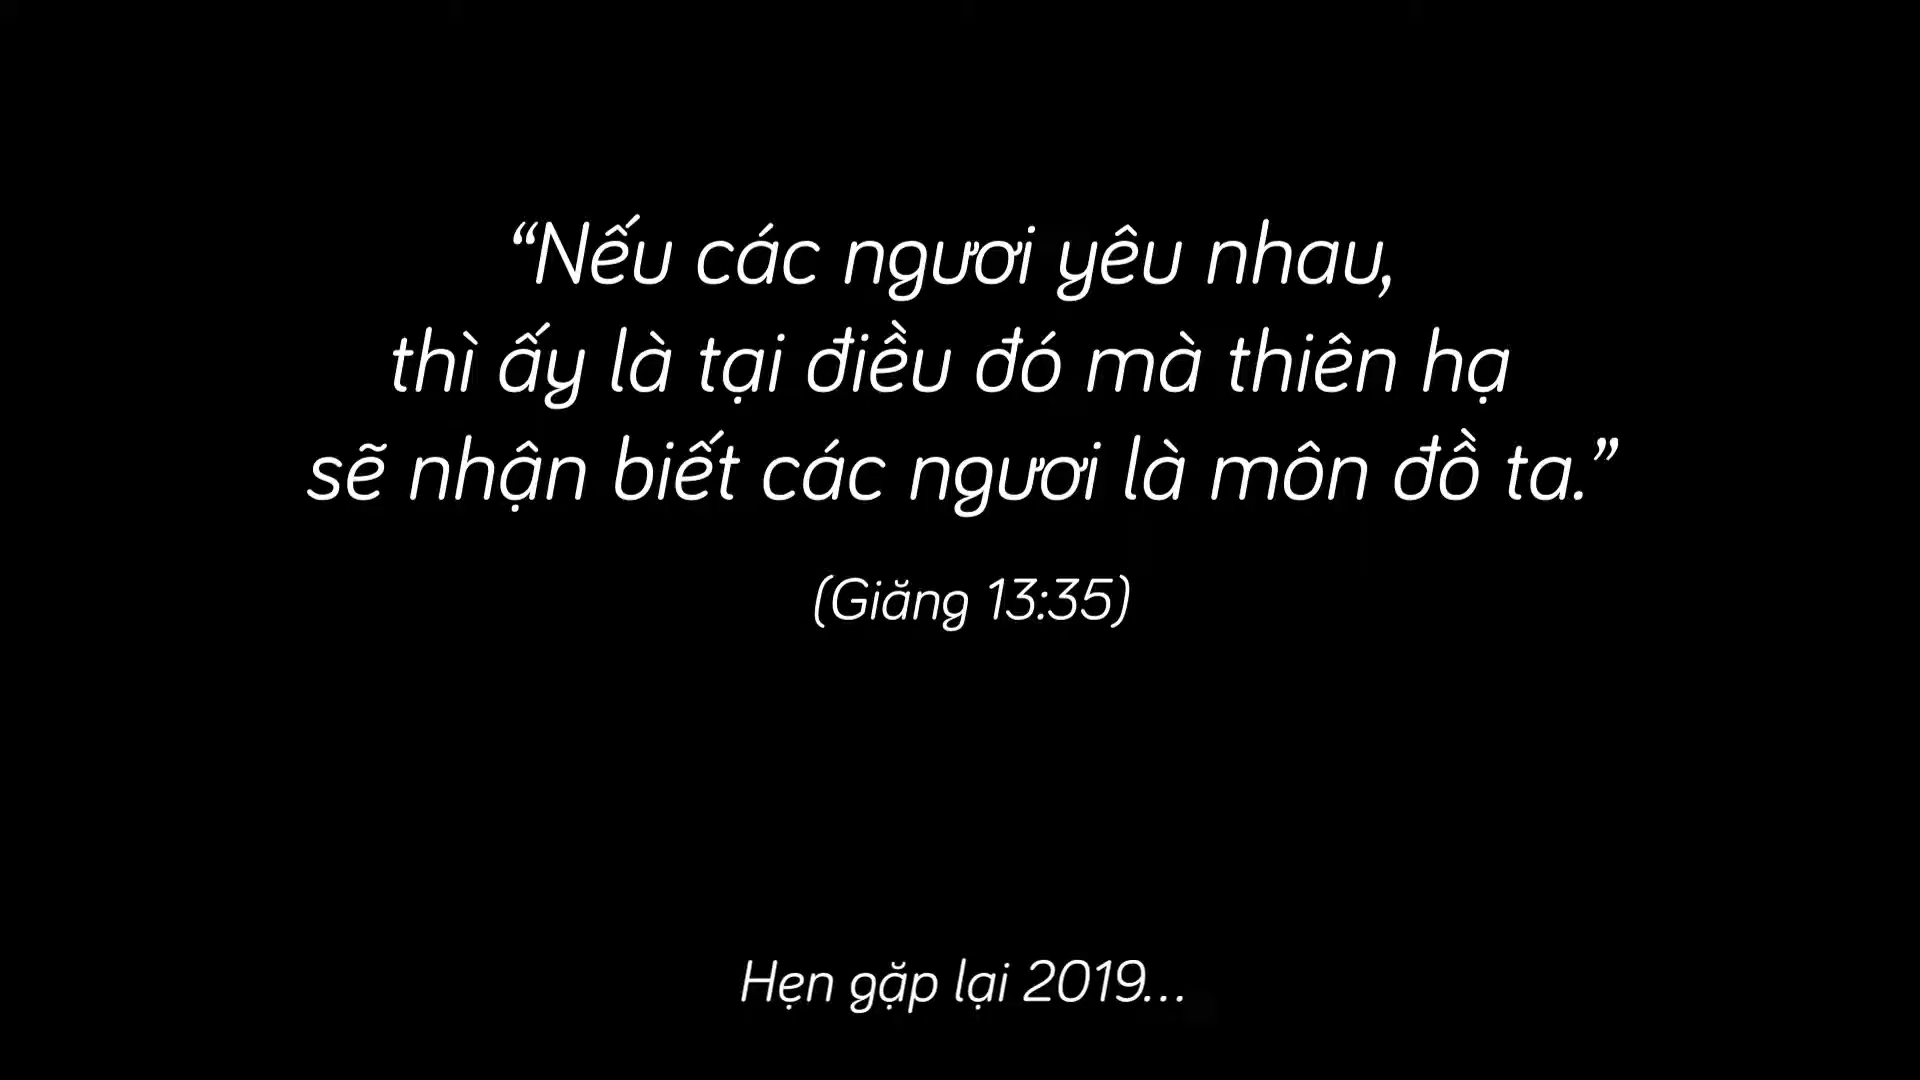 “Nếu các ngươi yêu nhau,
thì ấy là tại điều đó mà thiên hạ
sẽ nhận biết các ngươi là môn đồ ta.”
(Giăng 13:35)
Hẹn gặp lại 2019...